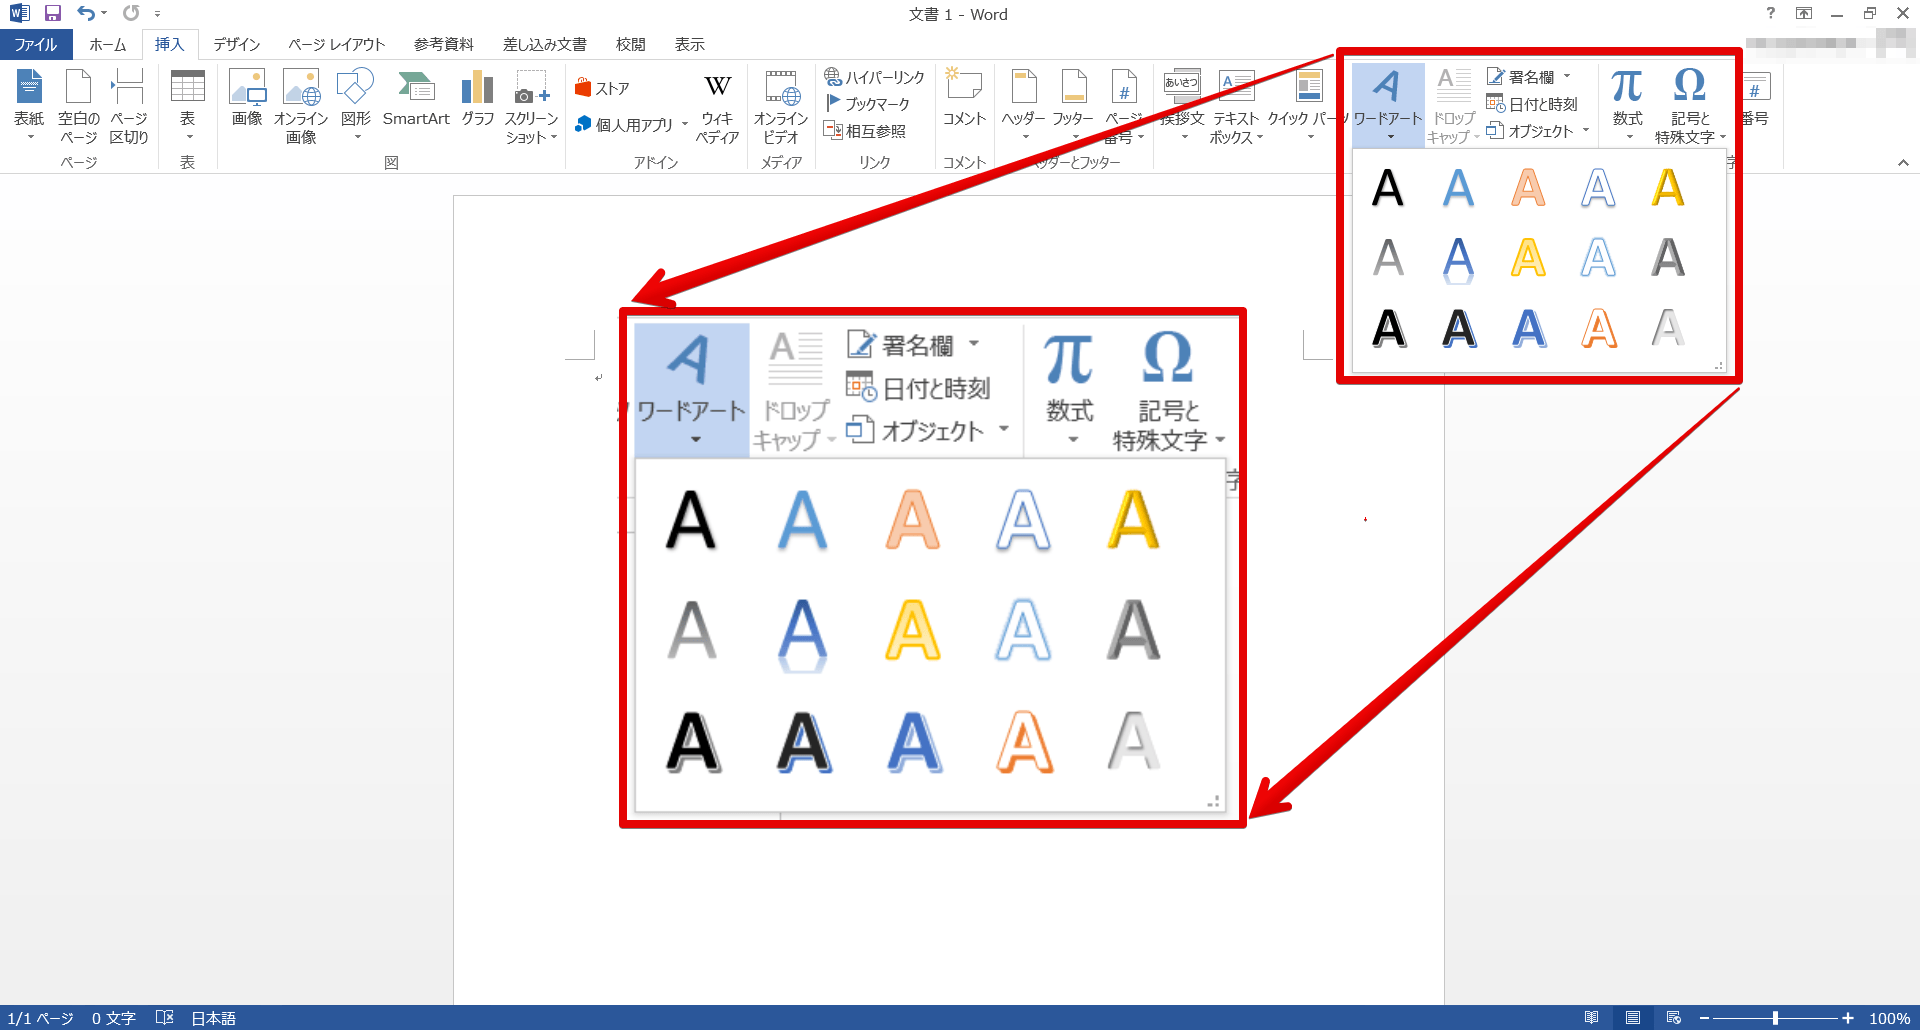 文書 1 - Word
ファイル ホーム 挿入 デザイン ページ レイアウト 参考資料 差し込み文書 校閲 表示
表紙
空白の
ページ
ページ
区切り
ページ
表
表
画像
オンライン
画像
図形
SmartArt
グラフ
スクリーン
ショット
図
ストア
個人用アプリ
W
ウィキ
ペディア
アドイン
オンライン
ビデオ
メディア
ハイパーリンク
ブックマーク
相互参照
リンク
コメント
コメント
ヘッダー
フッター
ページ
番号
ッダーとフッター
あいさつ
挨拶文
A
テキスト
ボックス
クイック パーツ
A
ワードアート
A
ドロップ
キャップ
署名欄
日付と時刻
オブジェクト
π
数式
Ω
記号と
特殊文字
#
番号
字
A A A A A
A A A A A
A A A A A
A
ワードアート
A
ドロップ
キャップ
署名欄
日付と時刻
オブジェクト
π
数式
Ω
記号と
特殊文字
字
A A A A A
A A A A A
A A A A A
1/1 ページ 0 文字 日本語 100%